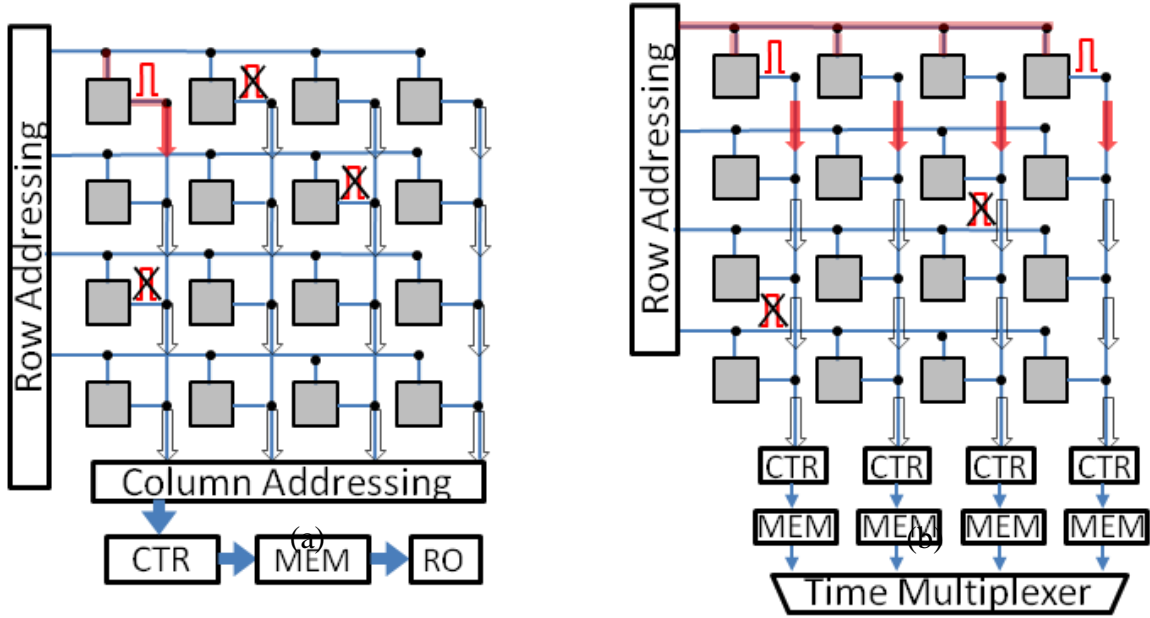 Row Addressing
Column Addressing
CTR
MEM
RO
(a)
Row Addressing
CTR
CTR
CTR
CTR
MEM
MEM
MEM
MEM
(b)
Time Multiplexer